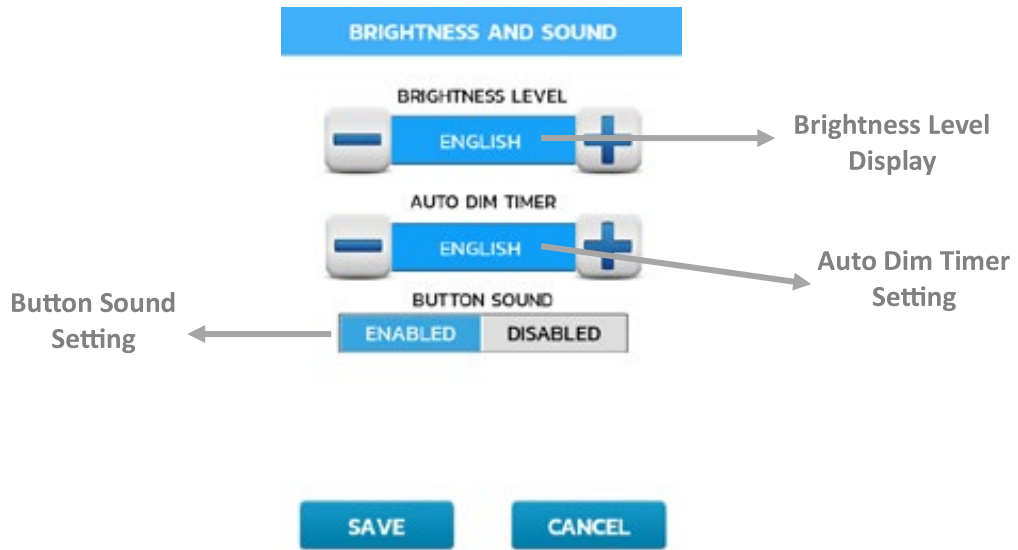 BRIGHTNESS AND SOUND
BRIGHTNESS LEVEL
ENGLISH
Brightness Level
Display
AUTO DIM TIMER
ENGLISH
Auto Dim Timer
Setting
BUTTON SOUND
Button Sound
Setting
ENABLED DISABLED
SAVE CANCEL